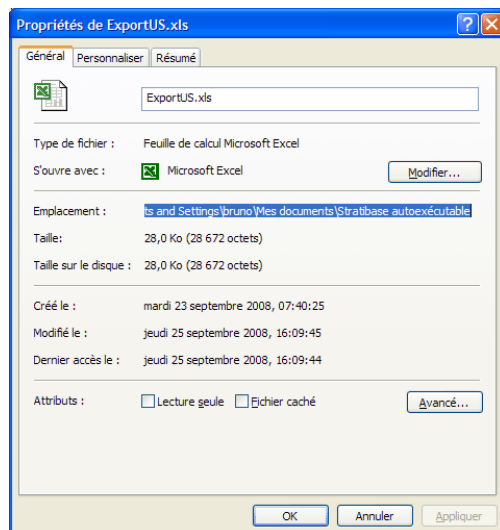 Propriétés de ExportUS.xls
Général Personnaliser Résumé
ExportUS.xls
Type de fichier : Feuille de calcul Microsoft Excel
S'ouvre avec : Microsoft Excel Modifier...
Emplacement : ts and Settings\bruno\Mes documents\Stratibase autoexécutable
Taille: 28,0 Ko (28 672 octets)
Taille sur le disque : 28,0 Ko (28 672 octets)
Créé le : mardi 23 septembre 2008, 07:40:25
Modifié le : jeudi 25 septembre 2008, 16:09:45
Dernier accès le : jeudi 25 septembre 2008, 16:09:44
Attributs : Lecture seule Fichier caché Avancé...
OK Annuler Appliquer